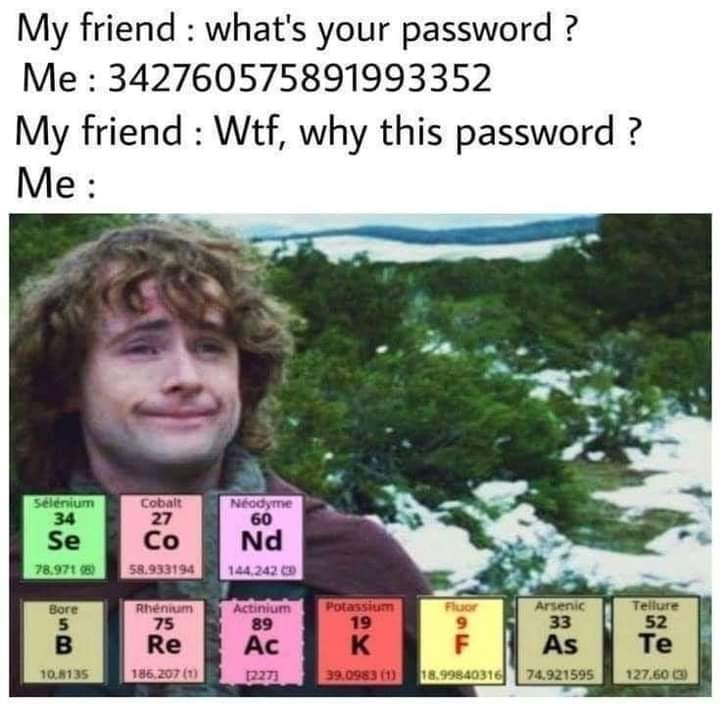 My friend : what's your password ?
Me : 342760575891993352
My friend : Wtf, why this password ?
Me :
Sélénium Cobalt Néodyme
34 27 60
Se Co Nd
78.971 (8) 58.933194 144.242 (3)
Bore Rhénium Actinium Potassium Fluor Arsenic Tellure
5 75 89 19 9 33 52
B Re Ac K F As Te
10.8135 186.207 (1) [227] 39.0983 (1) 18.99840316 74.921595 127.60 (3)